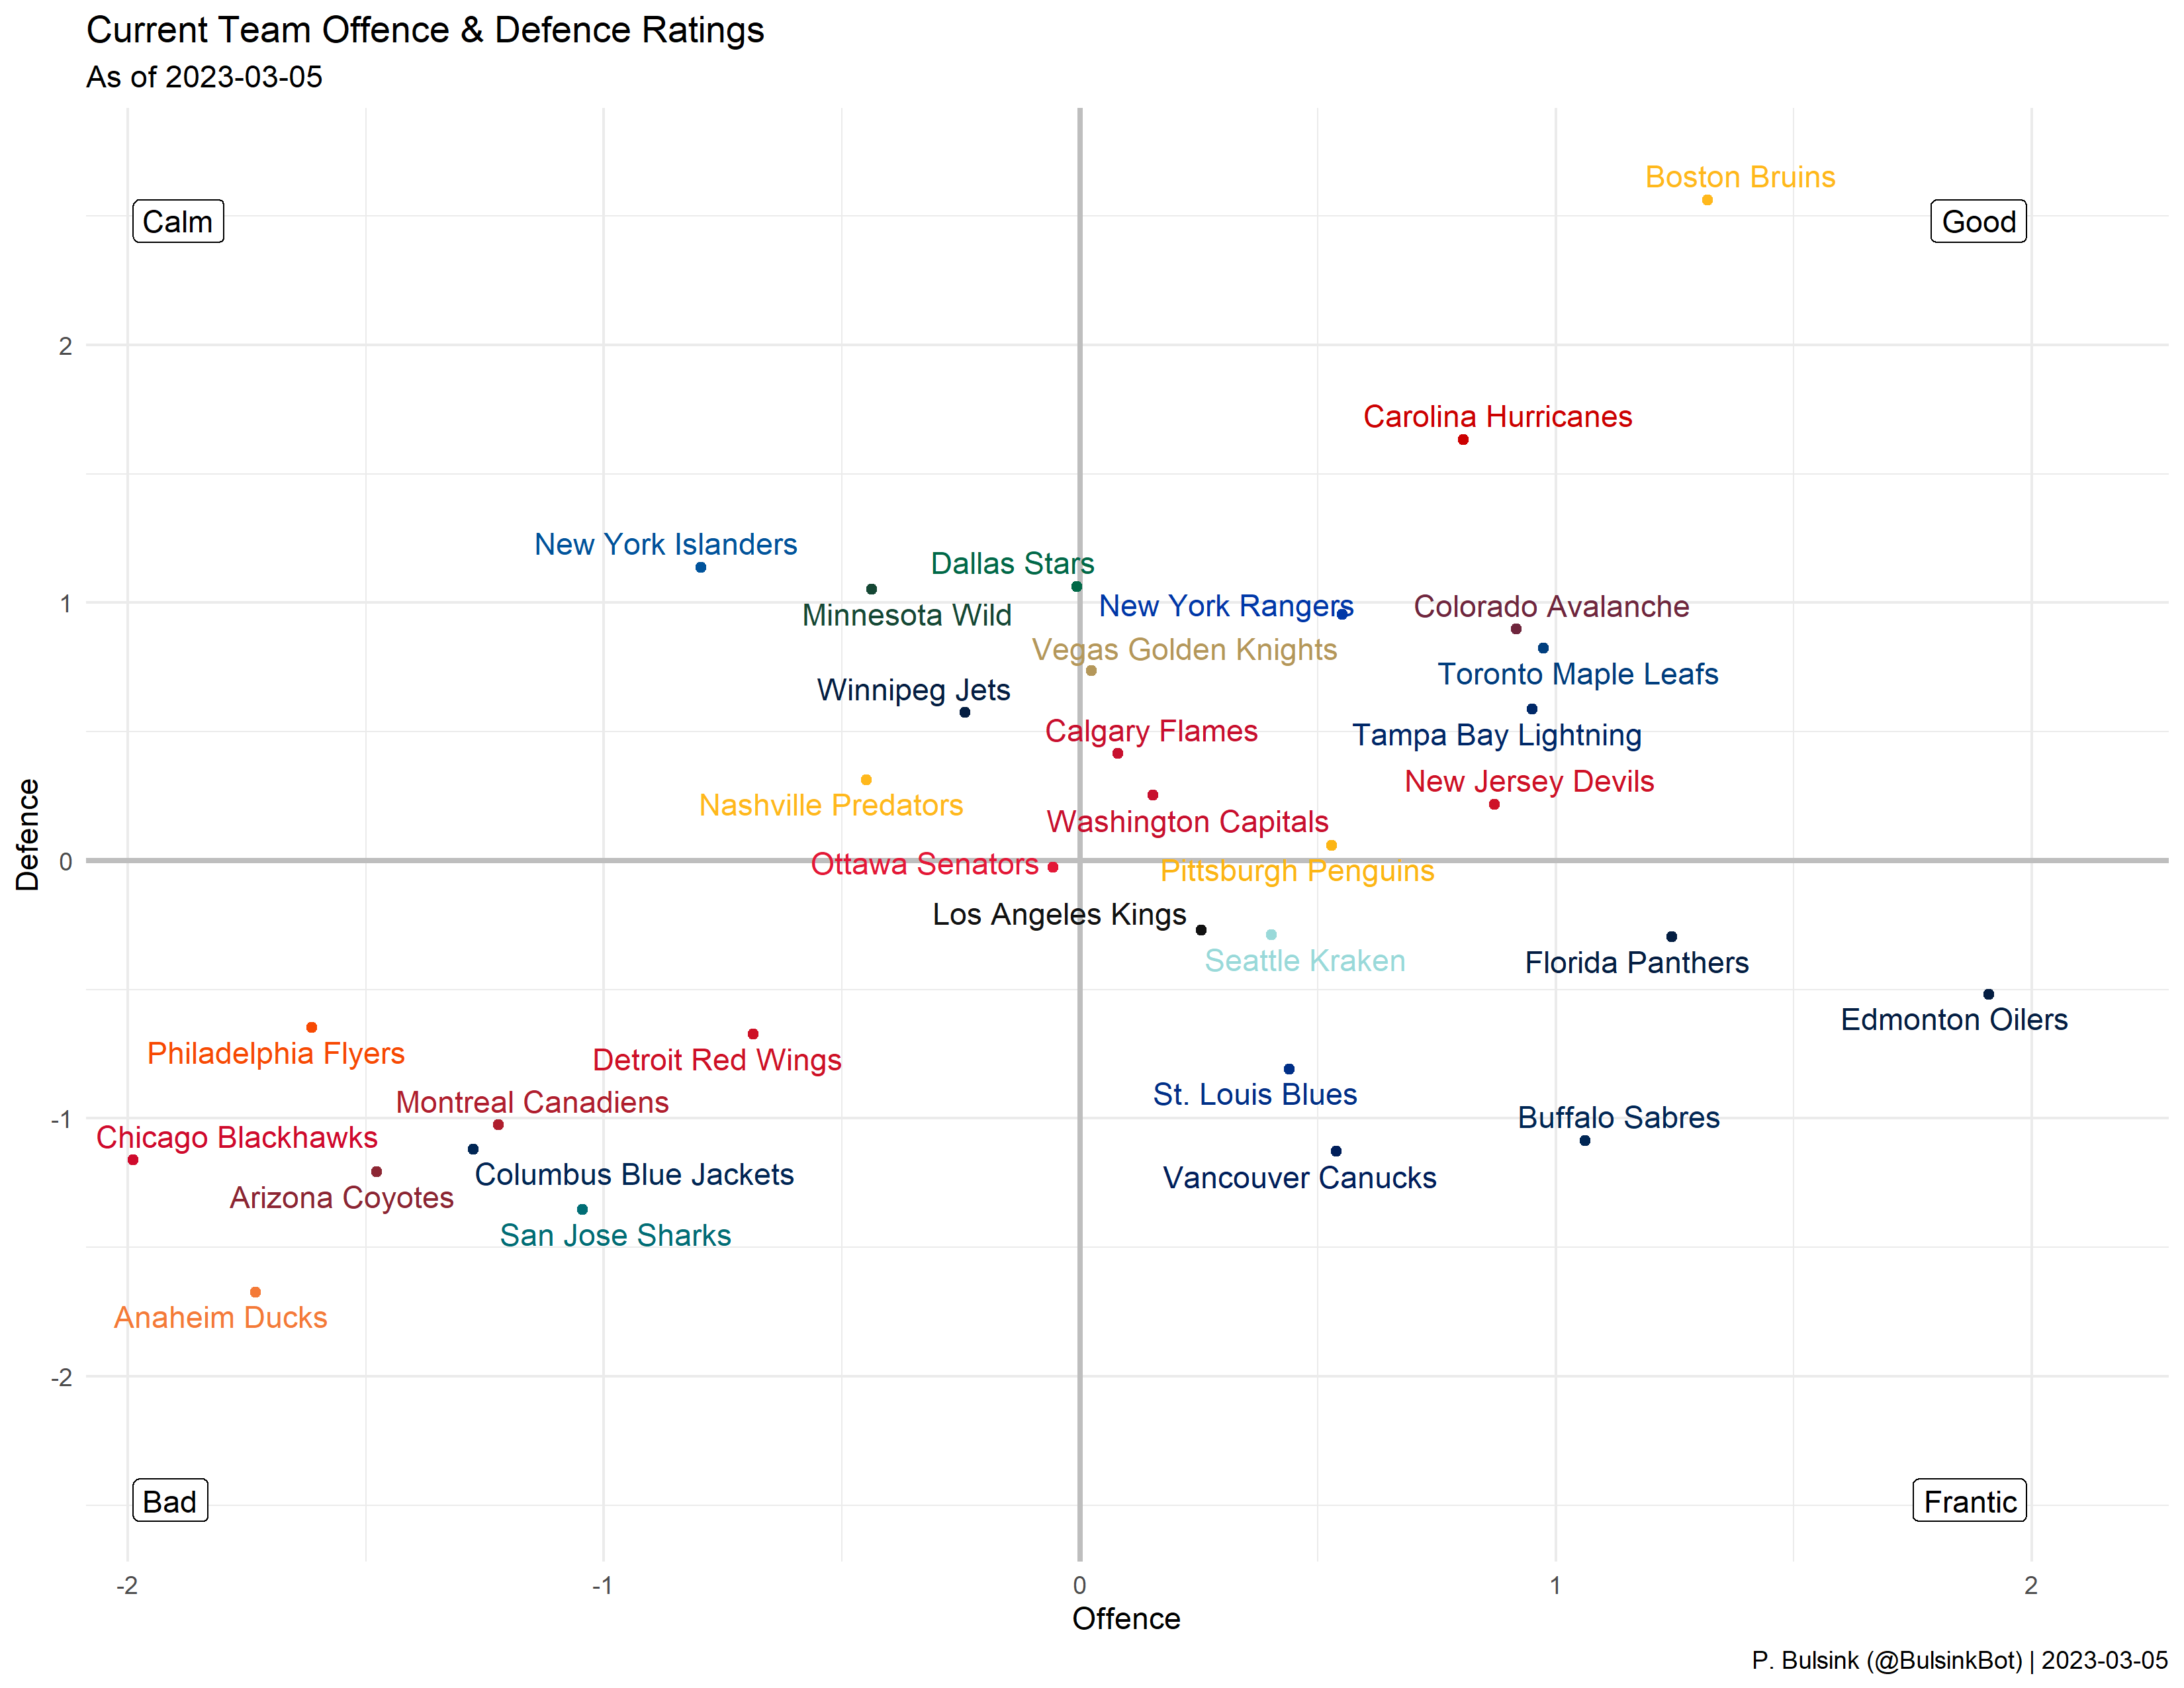 Current Team Offence & Defence Ratings
As of 2023-03-05
Boston Bruins
Calm
Good
2
Carolina Hurricanes
New York Islanders
Dallas Stars
1
Minnesota Wild
New York Rangers
Colorado Avalanche
Vegas Golden Knights
Toronto Maple Leafs
Winnipeg Jets
Calgary Flames
Tampa Bay Lightning
New Jersey Devils
Nashville Predators
Washington Capitals
Defence
0
Ottawa Senators
Pittsburgh Penguins
Los Angeles Kings
Seattle Kraken
Florida Panthers
Edmonton Oilers
Philadelphia Flyers
Detroit Red Wings
St. Louis Blues
Montreal Canadiens
-1
Buffalo Sabres
Chicago Blackhawks
Columbus Blue Jackets
Vancouver Canucks
Arizona Coyotes
San Jose Sharks
Anaheim Ducks
-2
Bad
Frantic
-2 -1 0 1 2
Offence
P. Bulsink (@BulsinkBot) | 2023-03-05